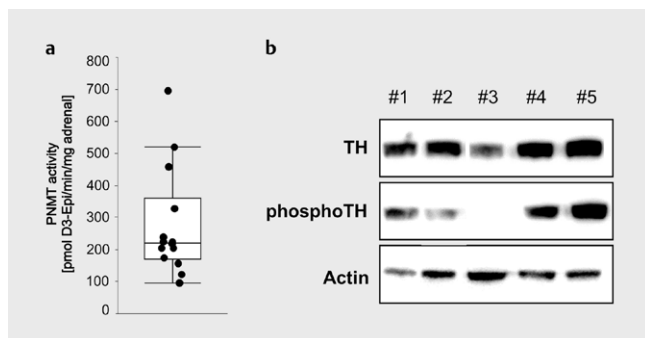 a
PNMT activity
[pmol D3-Epi/min/mg adrenal]
800
700
600
500
400
300
200
100
0
b
#1 #2 #3 #4 #5
TH
phosphoTH
Actin